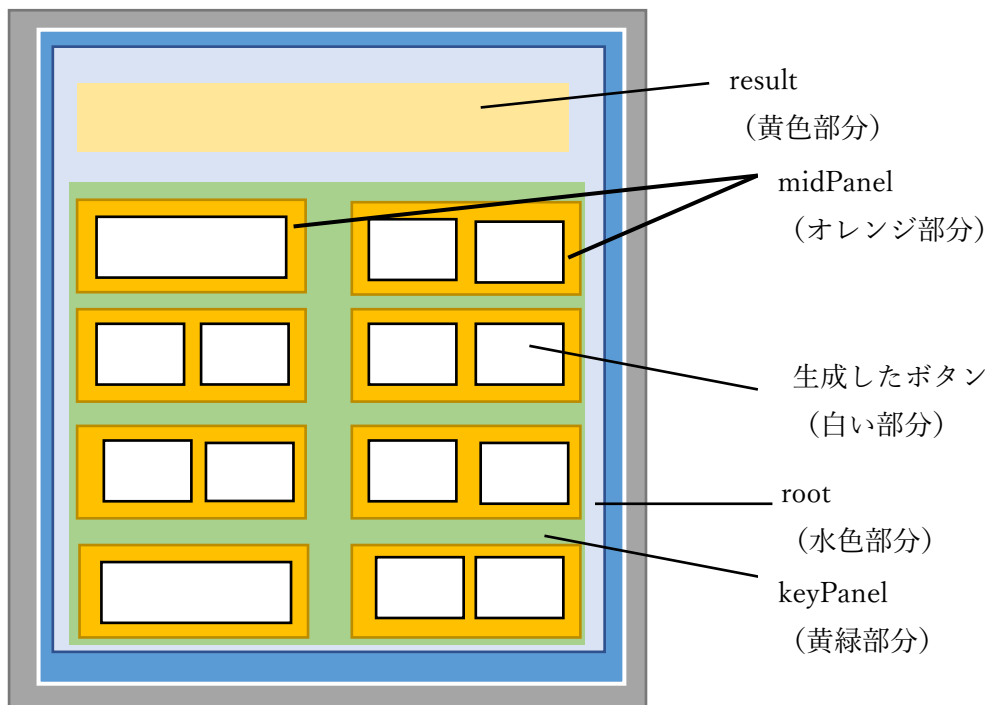 result
（黄色部分）
midPanel
（オレンジ部分）
生成したボタン
（白い部分）
root
（水色部分）
keyPanel
（黄緑部分）